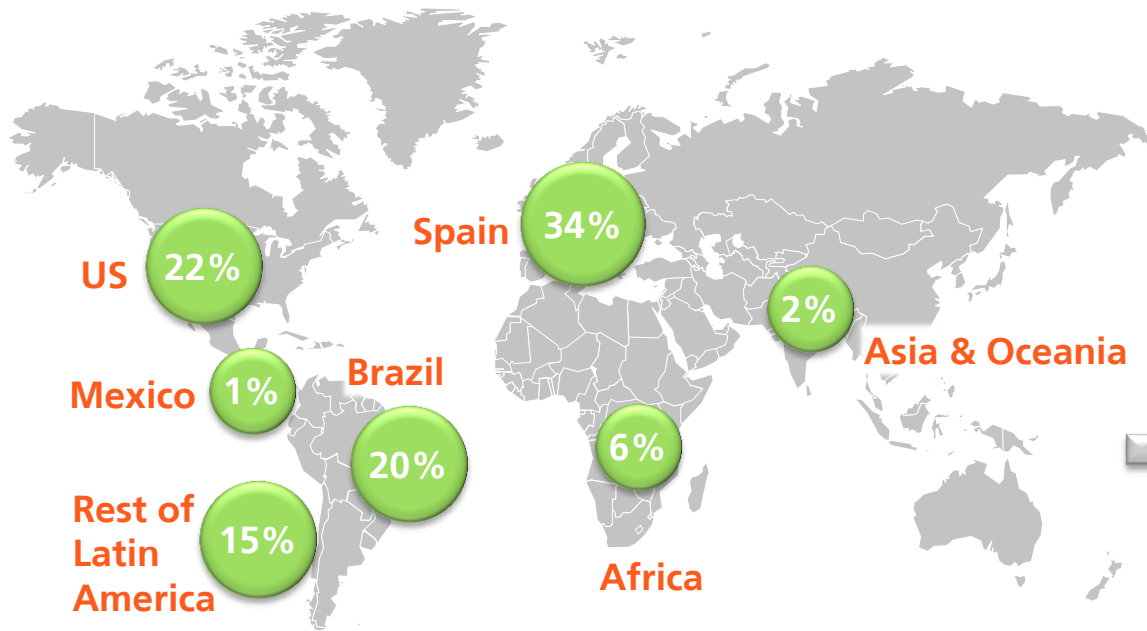 Spain
34%
US
22%
2%
Asia & Oceania
Mexico
1%
Brazil
20%
6%
Africa
Rest of
Latin
America
15%